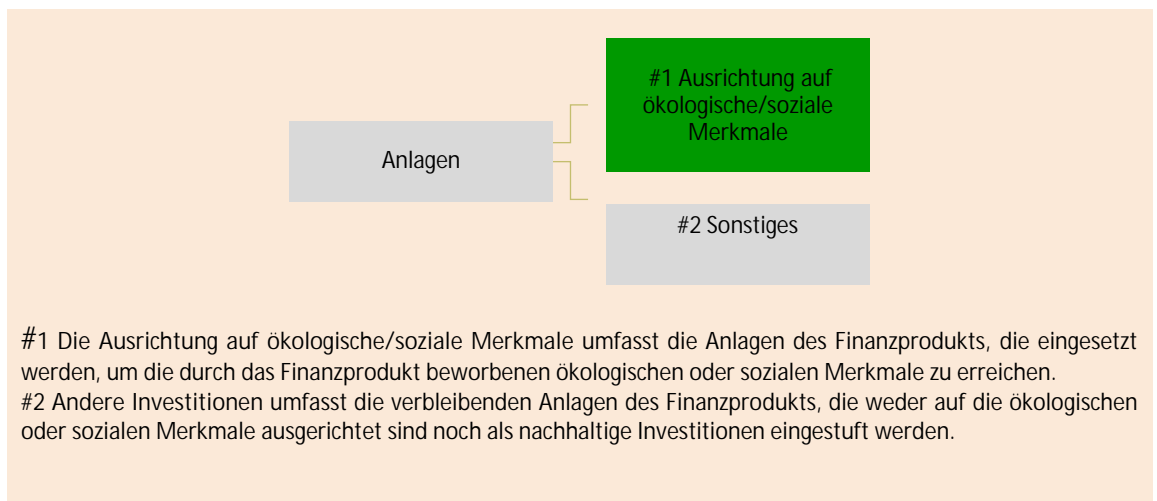 #1 Ausrichtung auf
ökologische/soziale
Merkmale
Anlagen
#2 Sonstiges
#1 Die Ausrichtung auf ökologische/soziale Merkmale umfasst die Anlagen des Finanzprodukts, die eingesetzt
werden, um die durch das Finanzprodukt beworbenen ökologischen oder sozialen Merkmale zu erreichen.
#2 Andere Investitionen umfasst die verbleibenden Anlagen des Finanzprodukts, die weder auf die ökologischen
oder sozialen Merkmale ausgerichtet sind noch als nachhaltige Investitionen eingestuft werden.